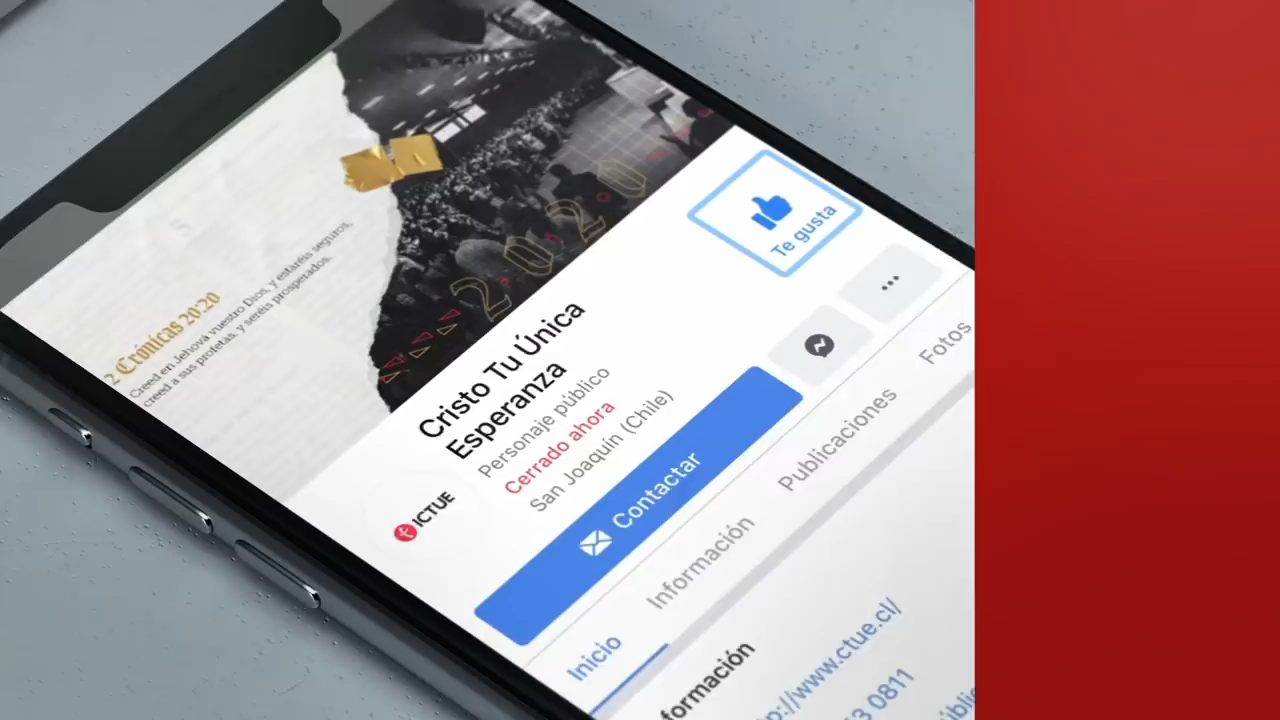 2 Crónicas 20:20
Creed en Jehová vuestro Dios, y estaréis seguros,
creed a sus profetas, y seréis prosperados.
2020
Te gusta
Cristo Tu Única
Esperanza
Personaje público
Cerrado ahora
San Joaquín (Chile)
ICTUE
Contactar
Inicio
Información
Publicaciones
Fotos
formación
p://www.ctue.cl/
3 0811